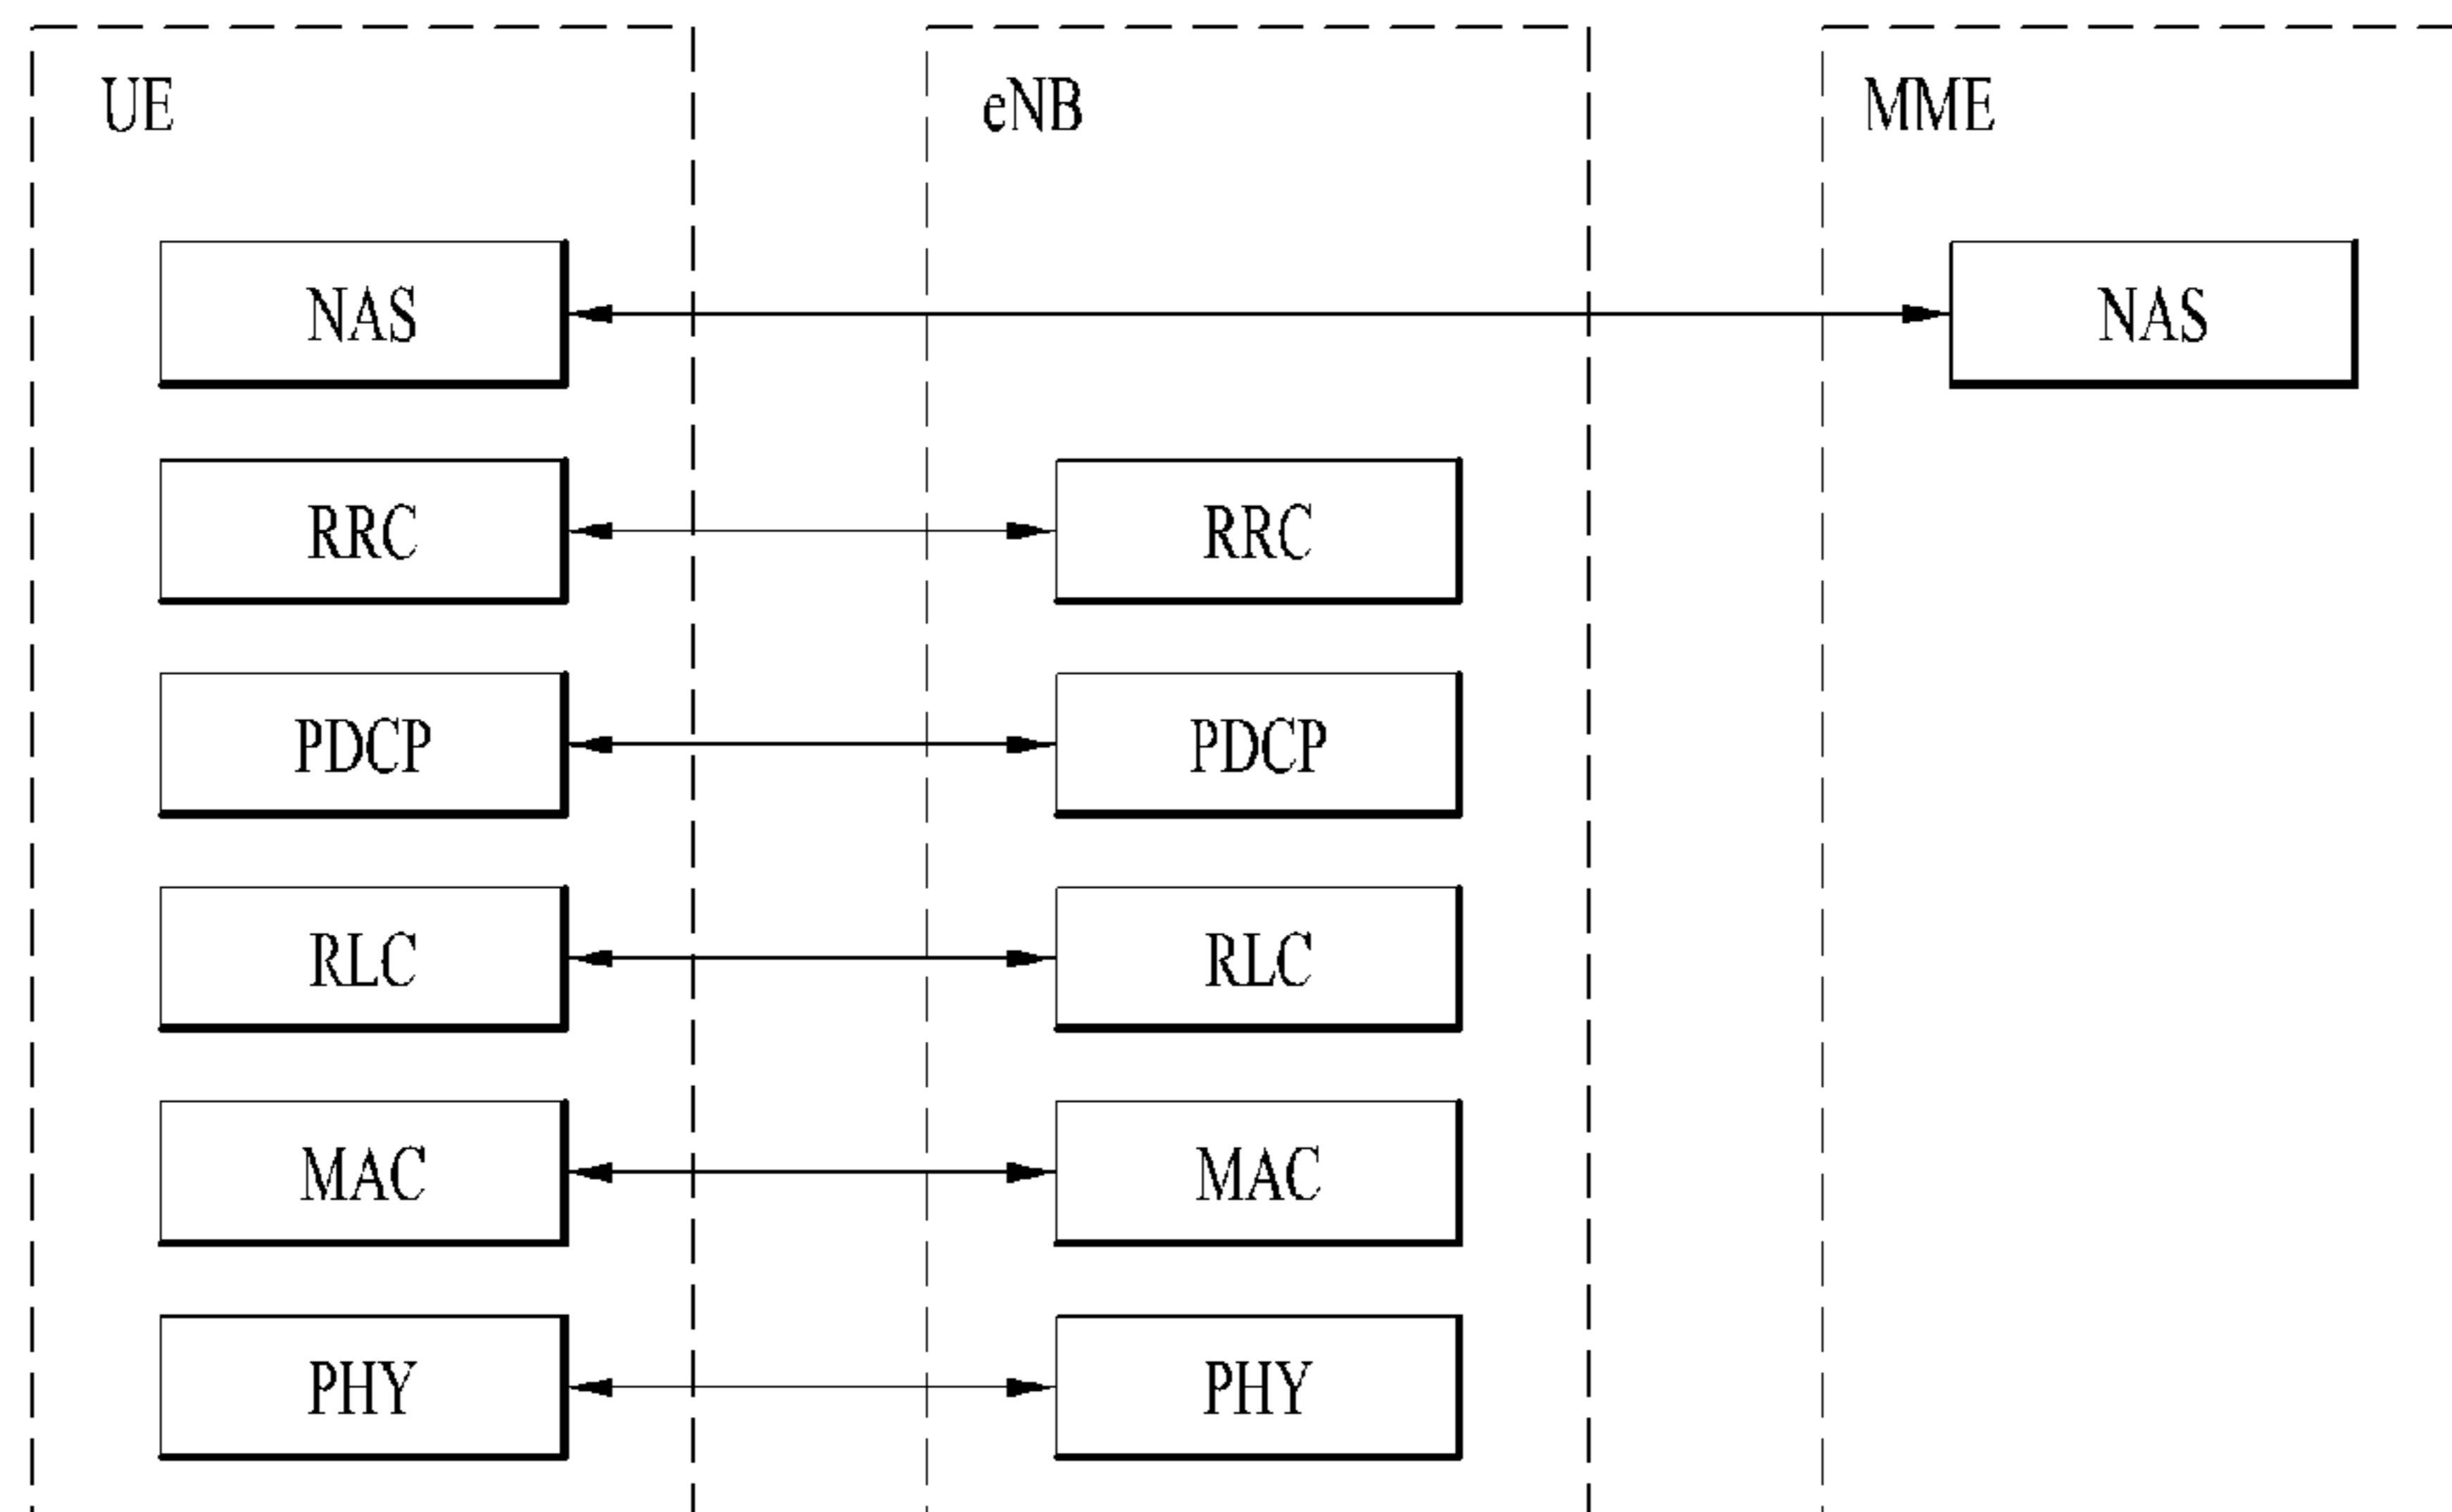 UE eNB MME
NAS NAS
RRC RRC
PDCP PDCP
RLC RLC
MAC MAC
PHY PHY